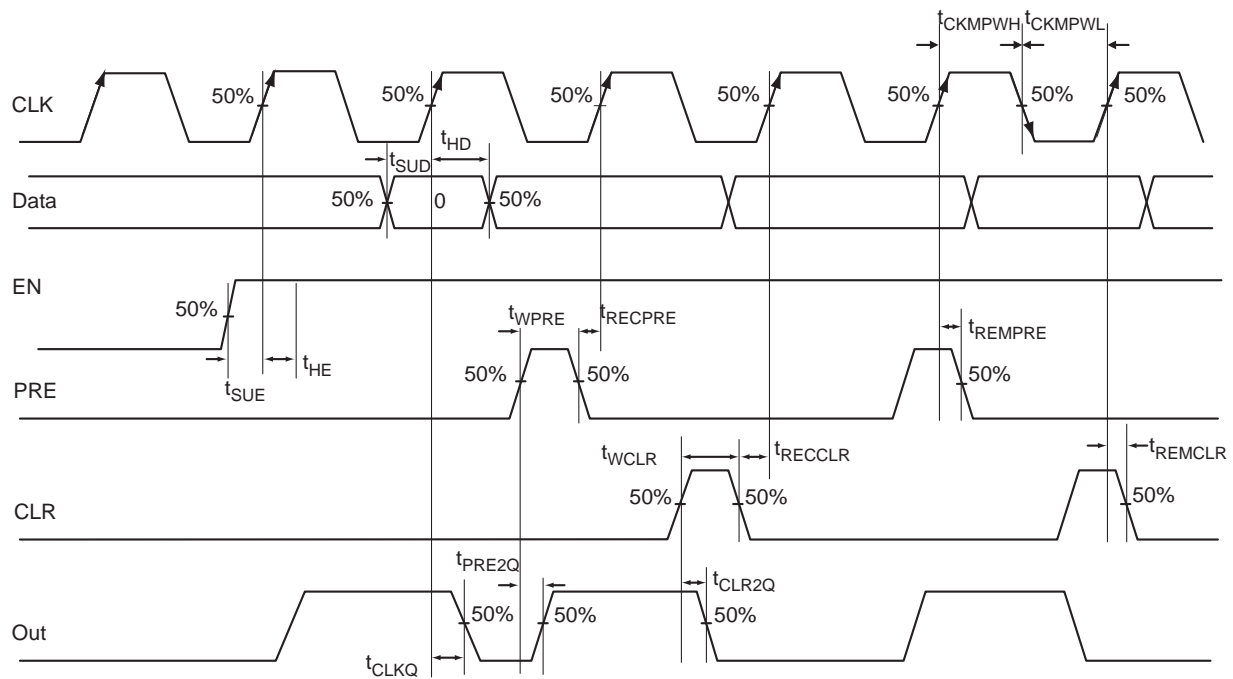 tCKMPWH tCKMPWL
CLK
50%
50%
50%
50%
50%
50%
50%
tSUD
tHD
Data
50%
0
50%
EN
50%
tSUE
tHE
tWPRE
tRECPRE
tREMPRE
PRE
50%
50%
50%
tWCLR
tRECCLR
tREMCLR
CLR
50%
50%
50%
tPRE2Q
tCLR2Q
Out
50%
50%
50%
tCLKQ